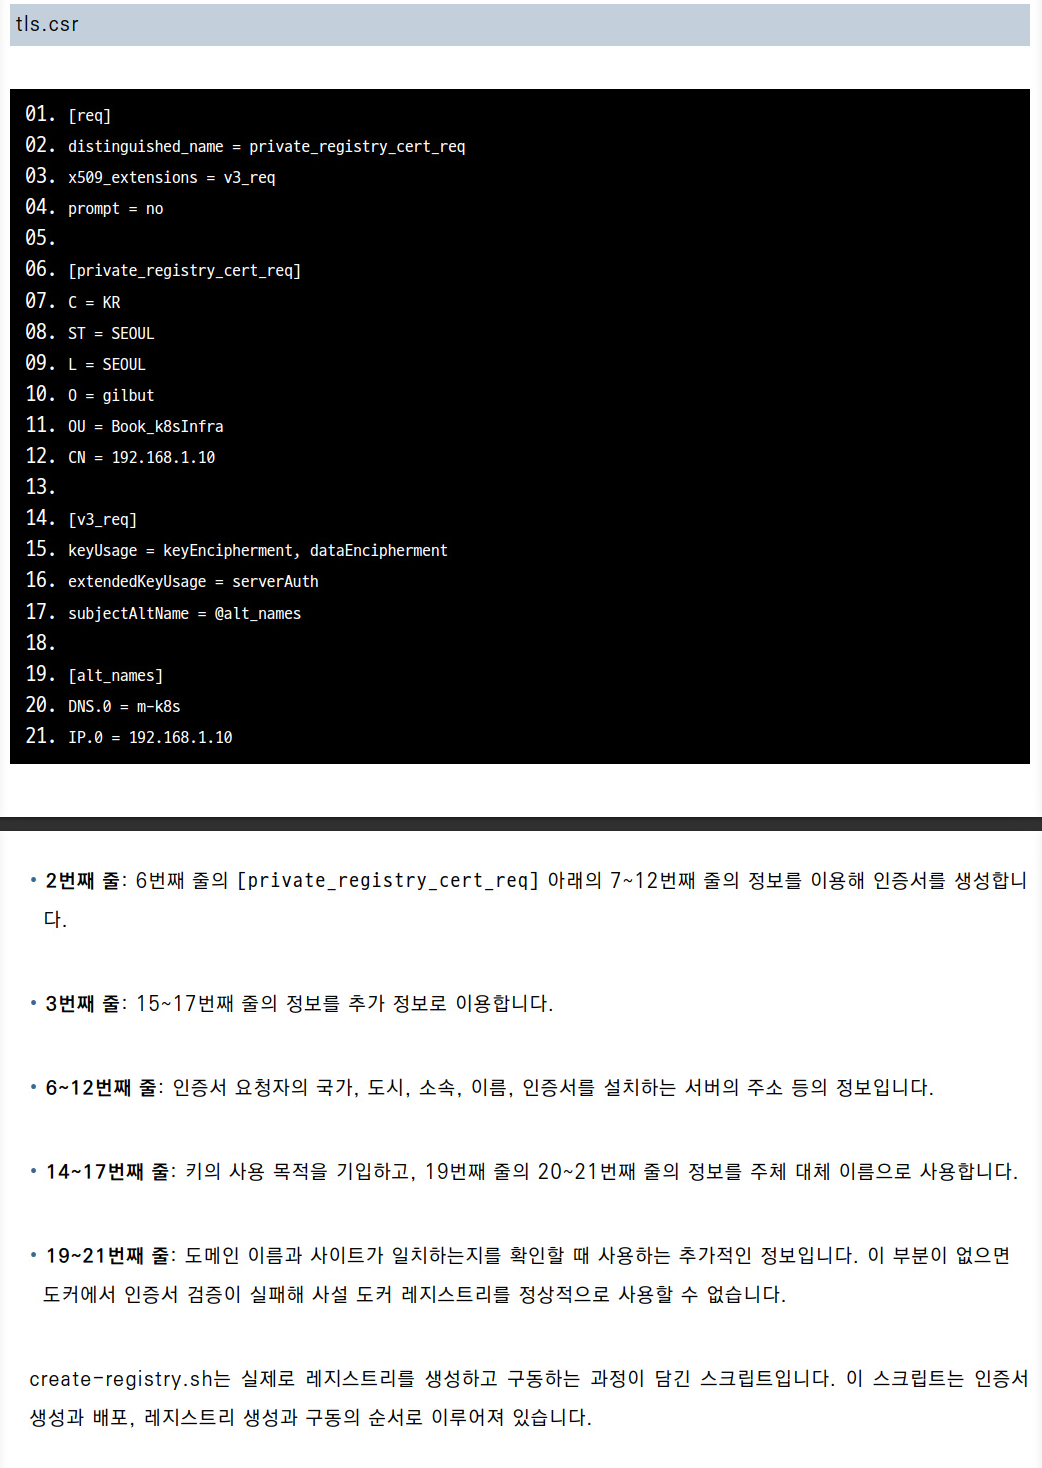 tls.csr
01. [req]
02. distinguished_name = private_registry_cert_req
03. x509_extensions = v3_req
04. prompt = no
05.
06. [private_registry_cert_req]
07. C = KR
08. ST = SEOUL
09. L = SEOUL
10. O = gilbut
11. OU = Book_k8sInfra
12. CN = 192.168.1.10
13.
14. [v3_req]
15. keyUsage = keyEncipherment, dataEncipherment
16. extendedKeyUsage = serverAuth
17. subjectAltName = @alt_names
18.
19. [alt_names]
20. DNS.0 = m-k8s
21. IP.0 = 192.168.1.10
• 2번째 줄: 6번째 줄의 [private_registry_cert_req] 아래의 7~12번째 줄의 정보를 이용해 인증서를 생성합니
다.
• 3번째 줄: 15~17번째 줄의 정보를 추가 정보로 이용합니다.
• 6~12번째 줄: 인증서 요청자의 국가, 도시, 소속, 이름, 인증서를 설치하는 서버의 주소 등의 정보입니다.
• 14~17번째 줄: 키의 사용 목적을 기입하고, 19번째 줄의 20~21번째 줄의 정보를 주체 대체 이름으로 사용합니다.
• 19~21번째 줄: 도메인 이름과 사이트가 일치하는지를 확인할 때 사용하는 추가적인 정보입니다. 이 부분이 없으면
도커에서 인증서 검증이 실패해 사설 도커 레지스트리를 정상적으로 사용할 수 없습니다.
create-registry.sh는 실제로 레지스트리를 생성하고 구동하는 과정이 담긴 스크립트입니다. 이 스크립트는 인증서
생성과 배포, 레지스트리 생성과 구동의 순서로 이루어져 있습니다.